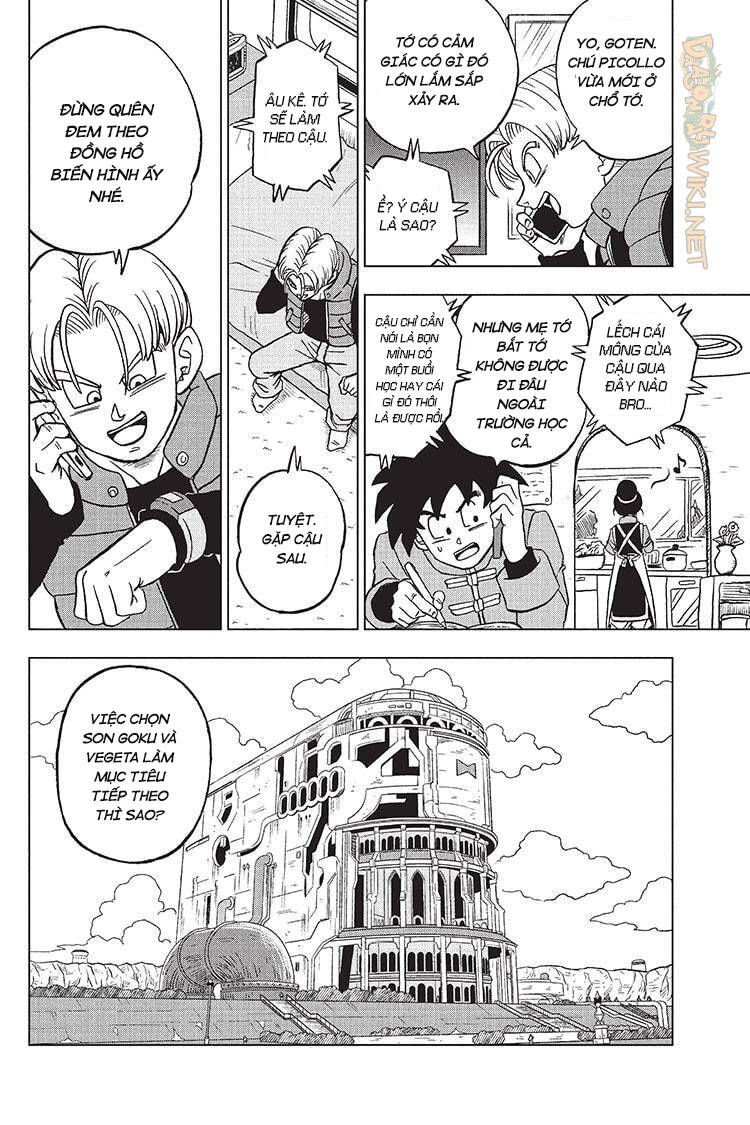 YO, GOTEN.
CHÚ PICOLLO
VỪA MỚI Ở
CHỖ TỚ.
TỚ CÓ CẢM
GIÁC CÓ GÌ ĐÓ
LỚN LẮM SẮP
XẢY RA.
Ể? Ý CẬU
LÀ SAO?
LẾCH CÁI
MÔNG CỦA
CẬU QUA
ĐÂY NÀO
BRO...
NHƯNG MẸ TỚ
BẮT TỚ
KHÔNG ĐƯỢC
ĐI ĐÂU
NGOÀI
TRƯỜNG HỌC
CẢ.
CẬU CHỈ CẦN
NÓI LÀ BỌN
MÌNH CÓ
MỘT BUỔI
HỌC HAY CÁI
GÌ ĐÓ THÔI
LÀ ĐƯỢC RỒI.
ÂU KÊ. TỚ
SẼ LÀM
THEO CẬU.
TUYỆT.
GẶP CẬU
SAU.
ĐỪNG QUÊN
ĐEM THEO
ĐỒNG HỒ
BIẾN HÌNH ẤY
NHÉ.
VIỆC CHỌN
SON GOKU VÀ
VEGETA LÀM
MỤC TIÊU
TIẾP THEO
THÌ SAO?
DRAGON BALL
WIKI.NET